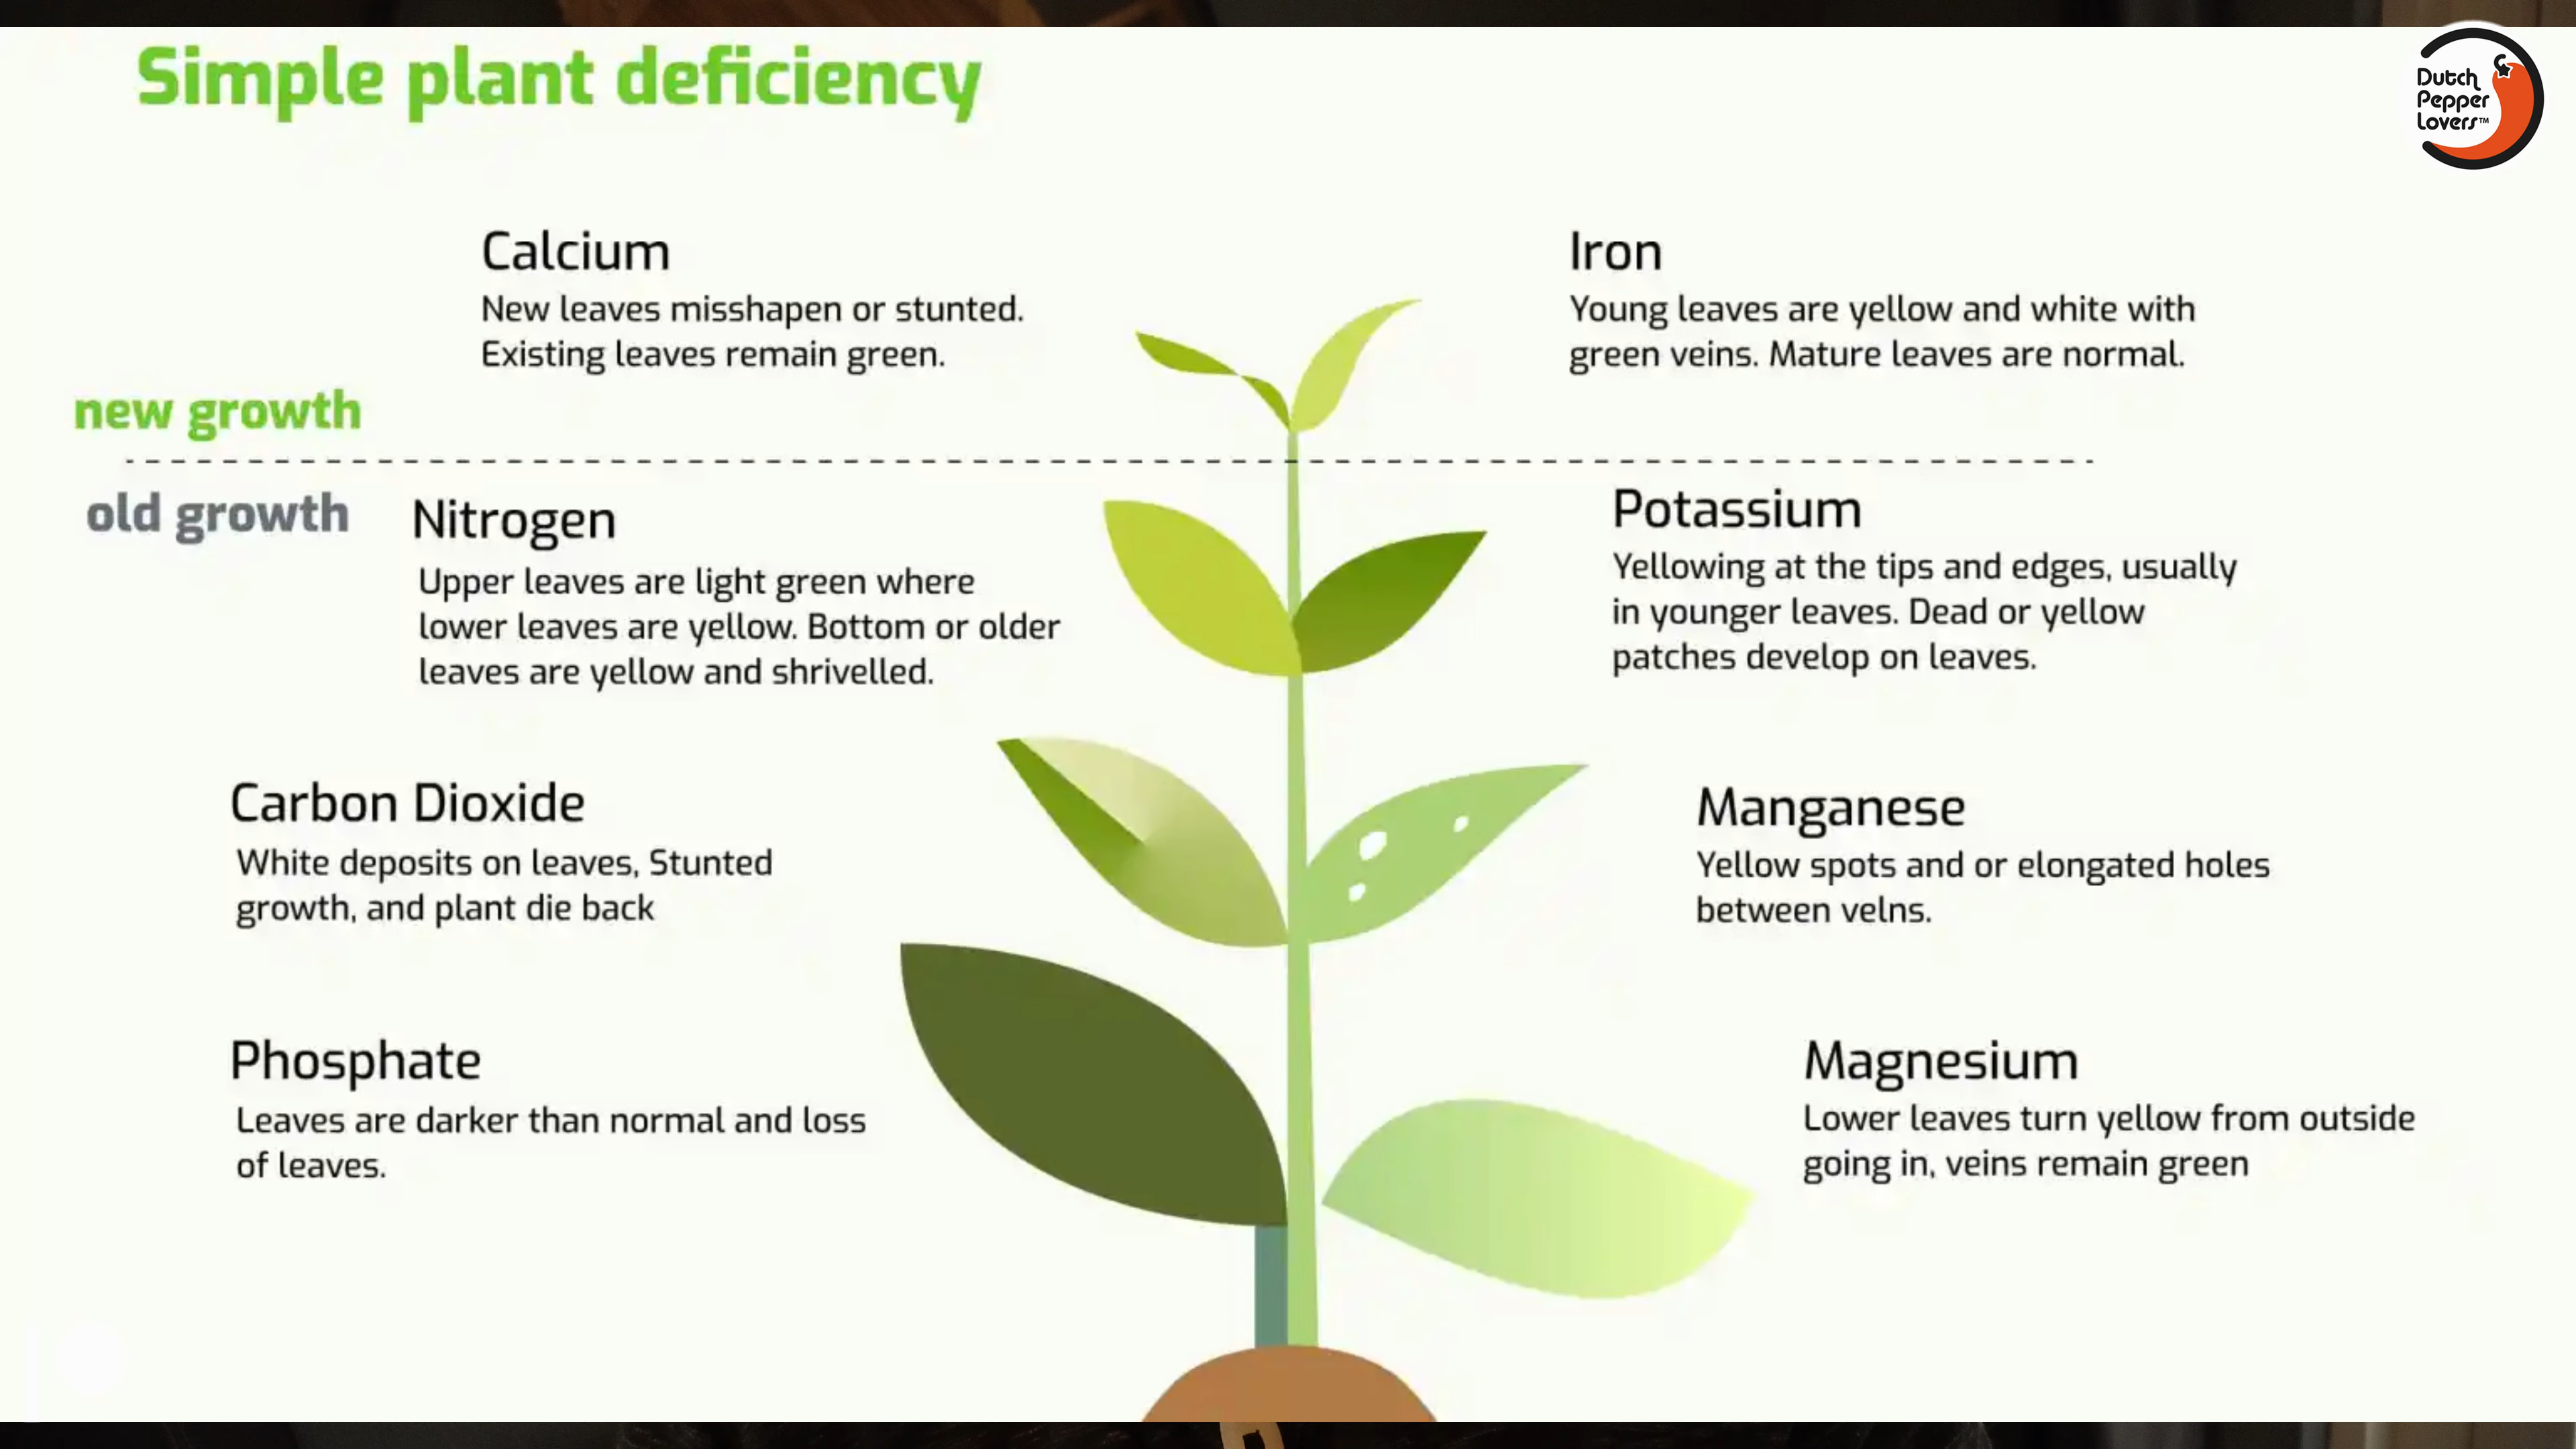 Simple plant deficiency
Dutch
Pepper
Lovers™
Calcium
New leaves misshapen or stunted.
Existing leaves remain green.
Iron
Young leaves are yellow and white with
green veins. Mature leaves are normal.
new growth
old growth
Nitrogen
Upper leaves are light green where
lower leaves are yellow. Bottom or older
leaves are yellow and shrivelled.
Potassium
Yellowing at the tips and edges, usually
in younger leaves. Dead or yellow
patches develop on leaves.
Carbon Dioxide
White deposits on leaves, Stunted
growth, and plant die back
Manganese
Yellow spots and or elongated holes
between velns.
Phosphate
Leaves are darker than normal and loss
of leaves.
Magnesium
Lower leaves turn yellow from outside
going in, veins remain green